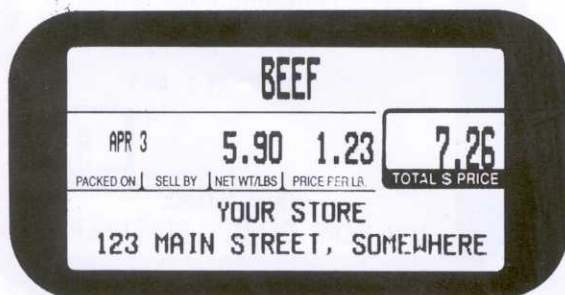 BEEF
APR 3 5.90 1.23 7.26
PACKED ON SELL BY NET WT/LBS PRICE PER LB. TOTAL $ PRICE
YOUR STORE
123 MAIN STREET, SOMEWHERE